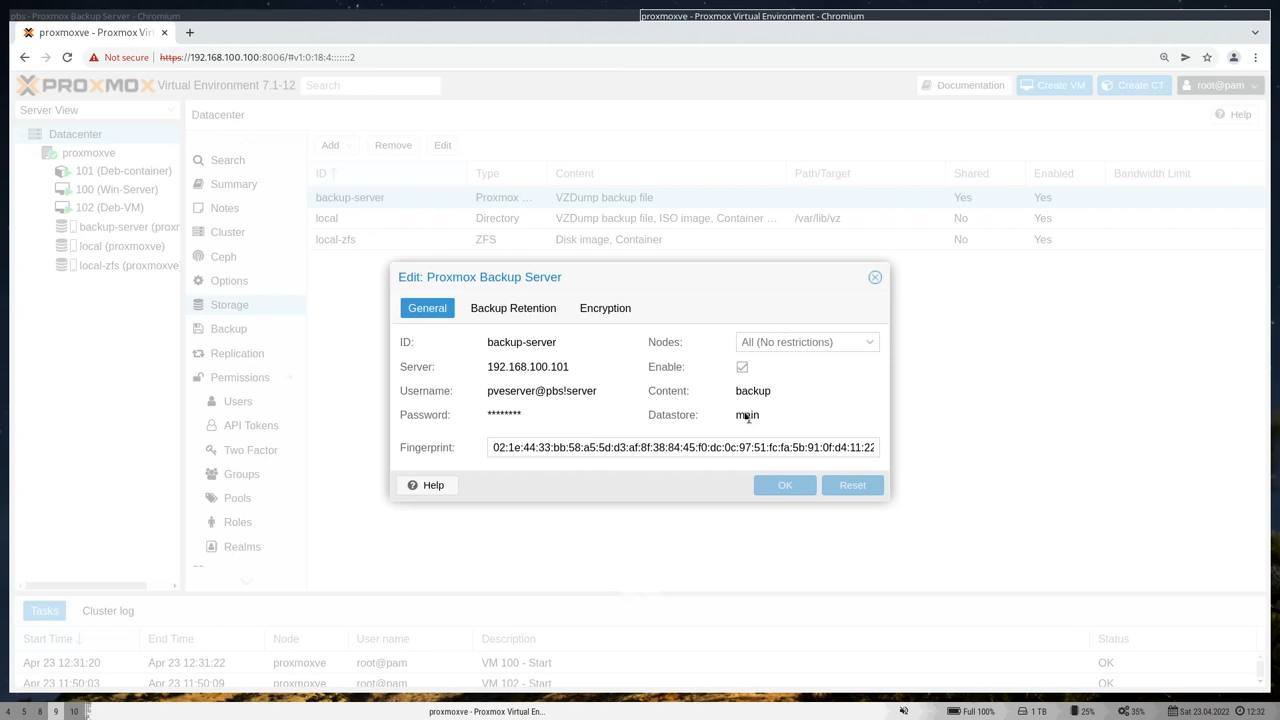 pbs - Proxmox Backup Server - Chromium
proxmoxve - Proxmox Virtual Environment - Chromium
proxmoxve - Proxmox Vir
Not secure https://192.168.100.100:8006/#v1:0:18:4:::::::2
PROXMOX Virtual Environment 7.1-12 Search Documentation Create VM Create CT root@pam
Server View
Datacenter
proxmoxve
101 (Deb-container)
100 (Win-Server)
102 (Deb-VM)
backup-server (proxr
local (proxmoxve)
local-zfs (proxmoxve
Datacenter Help
Search
Summary
Notes
Cluster
Ceph
Options
Storage
Backup
Replication
Permissions
Users
API Tokens
Two Factor
Groups
Pools
Roles
Realms
Add Remove Edit
ID Type Content Path/Target Shared Enabled Bandwidth Limit
backup-server Proxmox ... VZDump backup file Yes Yes
local Directory VZDump backup file, ISO image, Container ... /var/lib/vz No Yes
local-zfs ZFS Disk image, Container No Yes
Edit: Proxmox Backup Server
General Backup Retention Encryption
ID: backup-server Nodes: All (No restrictions)
Server: 192.168.100.101 Enable:
Username: pveserver@pbs!server Content: backup
Password: ******** Datastore: main
Fingerprint: 02:1e:44:33:bb:58:a5:5d:d3:af:8f:38:84:45:f0:dc:0c:97:51:fc:fa:5b:91:0f:d4:11:22
Help OK Reset
Tasks Cluster log
Start Time End Time Node User name Description Status
Apr 23 12:31:20 Apr 23 12:31:22 proxmoxve root@pam VM 100 - Start OK
Apr 23 11:50:03 Apr 23 11:50:09 proxmoxve root@pam VM 102 - Start OK
4 5 8 9 10 proxmoxve - Proxmox Virtual En... Full 100% 1 TB 25% 35% Sat 23.04.2022 12:32